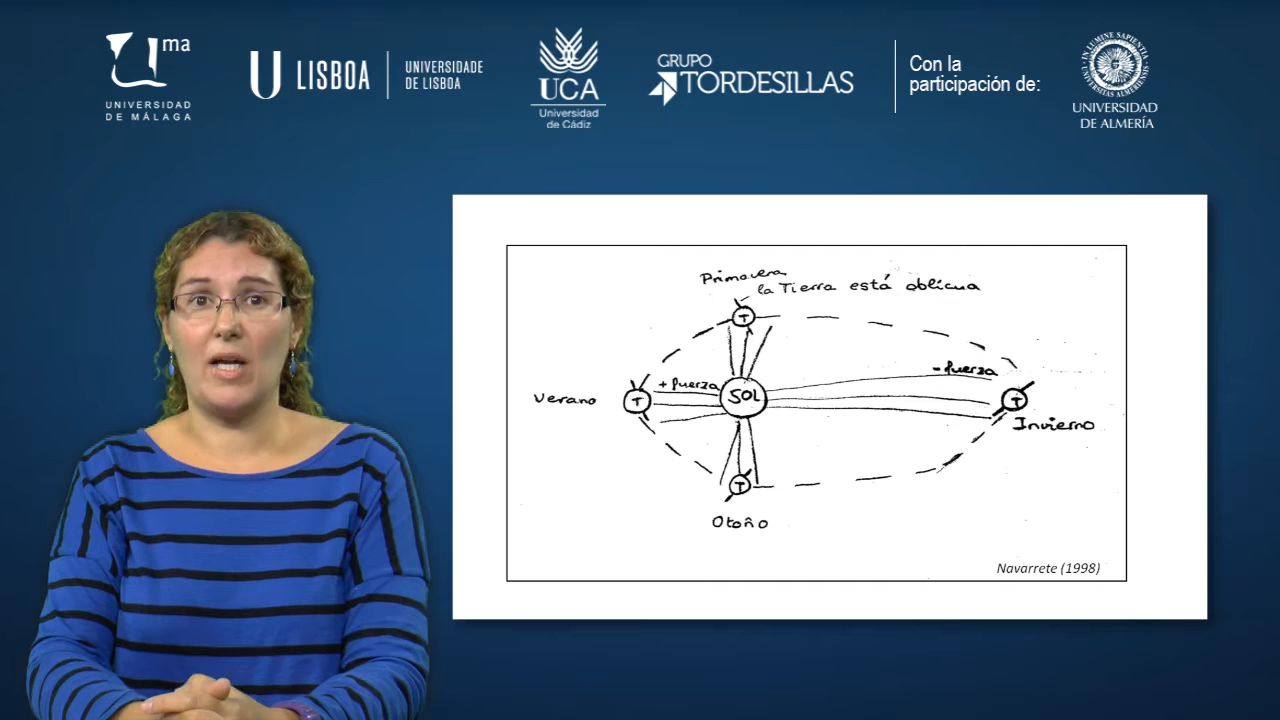 ma
UNIVERSIDAD
DE MÁLAGA
U LISBOA
UNIVERSIDADE
DE LISBOA
UCA
Universidad
de Cádiz
GRUPO
TORDESILLAS
Con la
participación de:
UNIVERSIDAD
DE ALMERÍA
Primavera
la Tierra está oblicua
T
Verano
T
+ fuerza
SOL
- fuerza
T
Invierno
T
Otoño
Navarrete (1998)